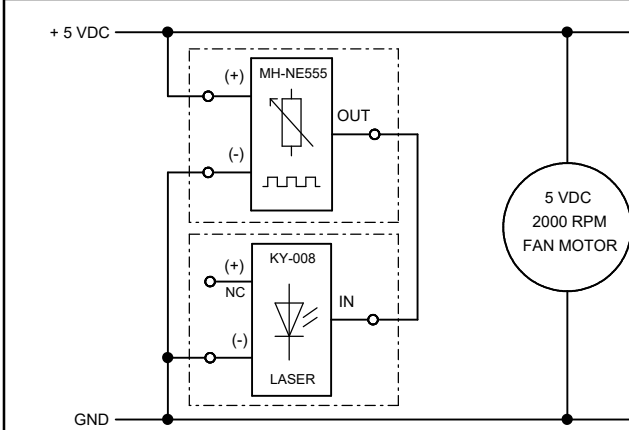 + 5 VDC
(+)
MH-NE555
OUT
(-)
5 VDC
2000 RPM
FAN MOTOR
(+)
KY-008
NC
IN
(-)
LASER
GND